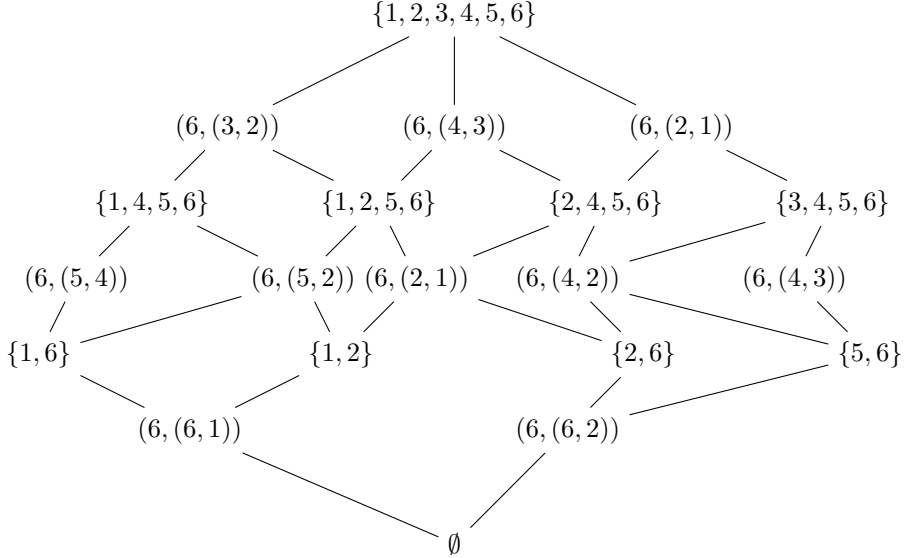 {1, 2, 3, 4, 5, 6}
(6, (3, 2)) (6, (4, 3)) (6, (2, 1))
{1, 4, 5, 6} {1, 2, 5, 6} {2, 4, 5, 6} {3, 4, 5, 6}
(6, (5, 4)) (6, (5, 2)) (6, (2, 1)) (6, (4, 2)) (6, (4, 3))
{1, 6} {1, 2} {2, 6} {5, 6}
(6, (6, 1)) (6, (6, 2))
∅